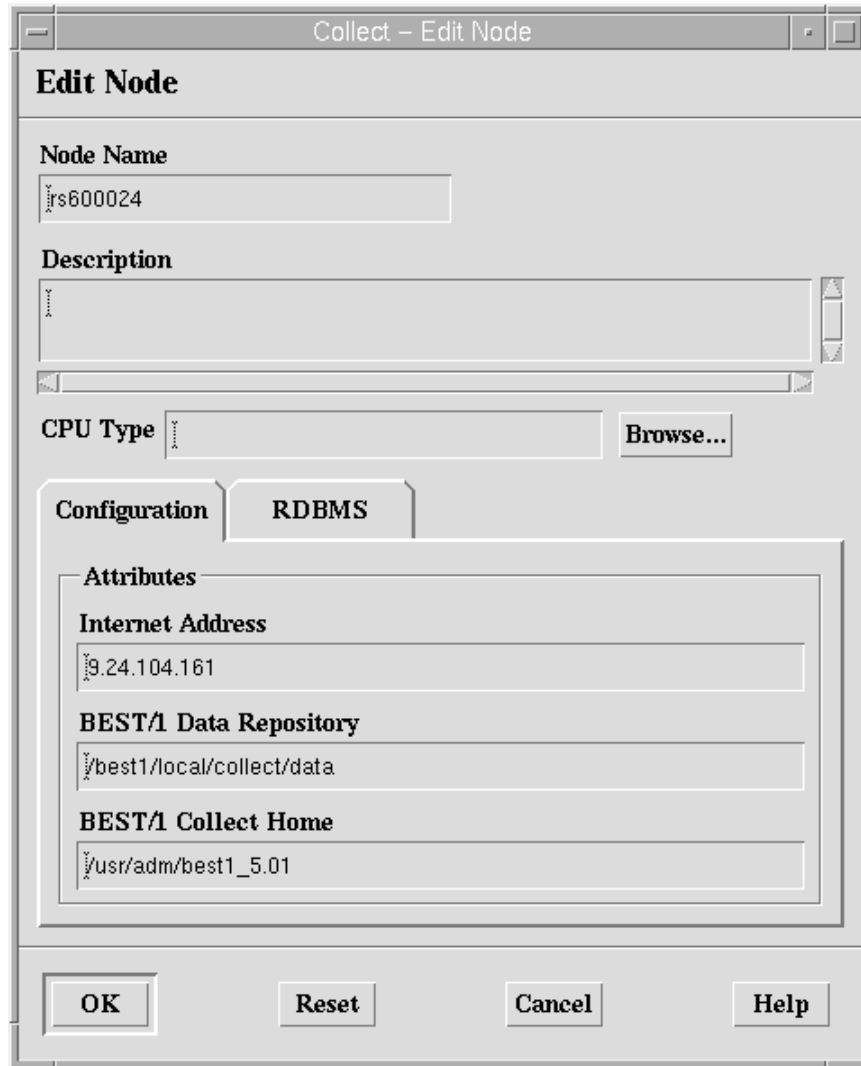 Collect – Edit Node
Edit Node
Node Name
rs600024
Description
CPU Type
Browse...
Configuration
RDBMS
Attributes
Internet Address
9.24.104.161
BEST/1 Data Repository
/best1/local/collect/data
BEST/1 Collect Home
/usr/adm/best1_5.01
OK
Reset
Cancel
Help